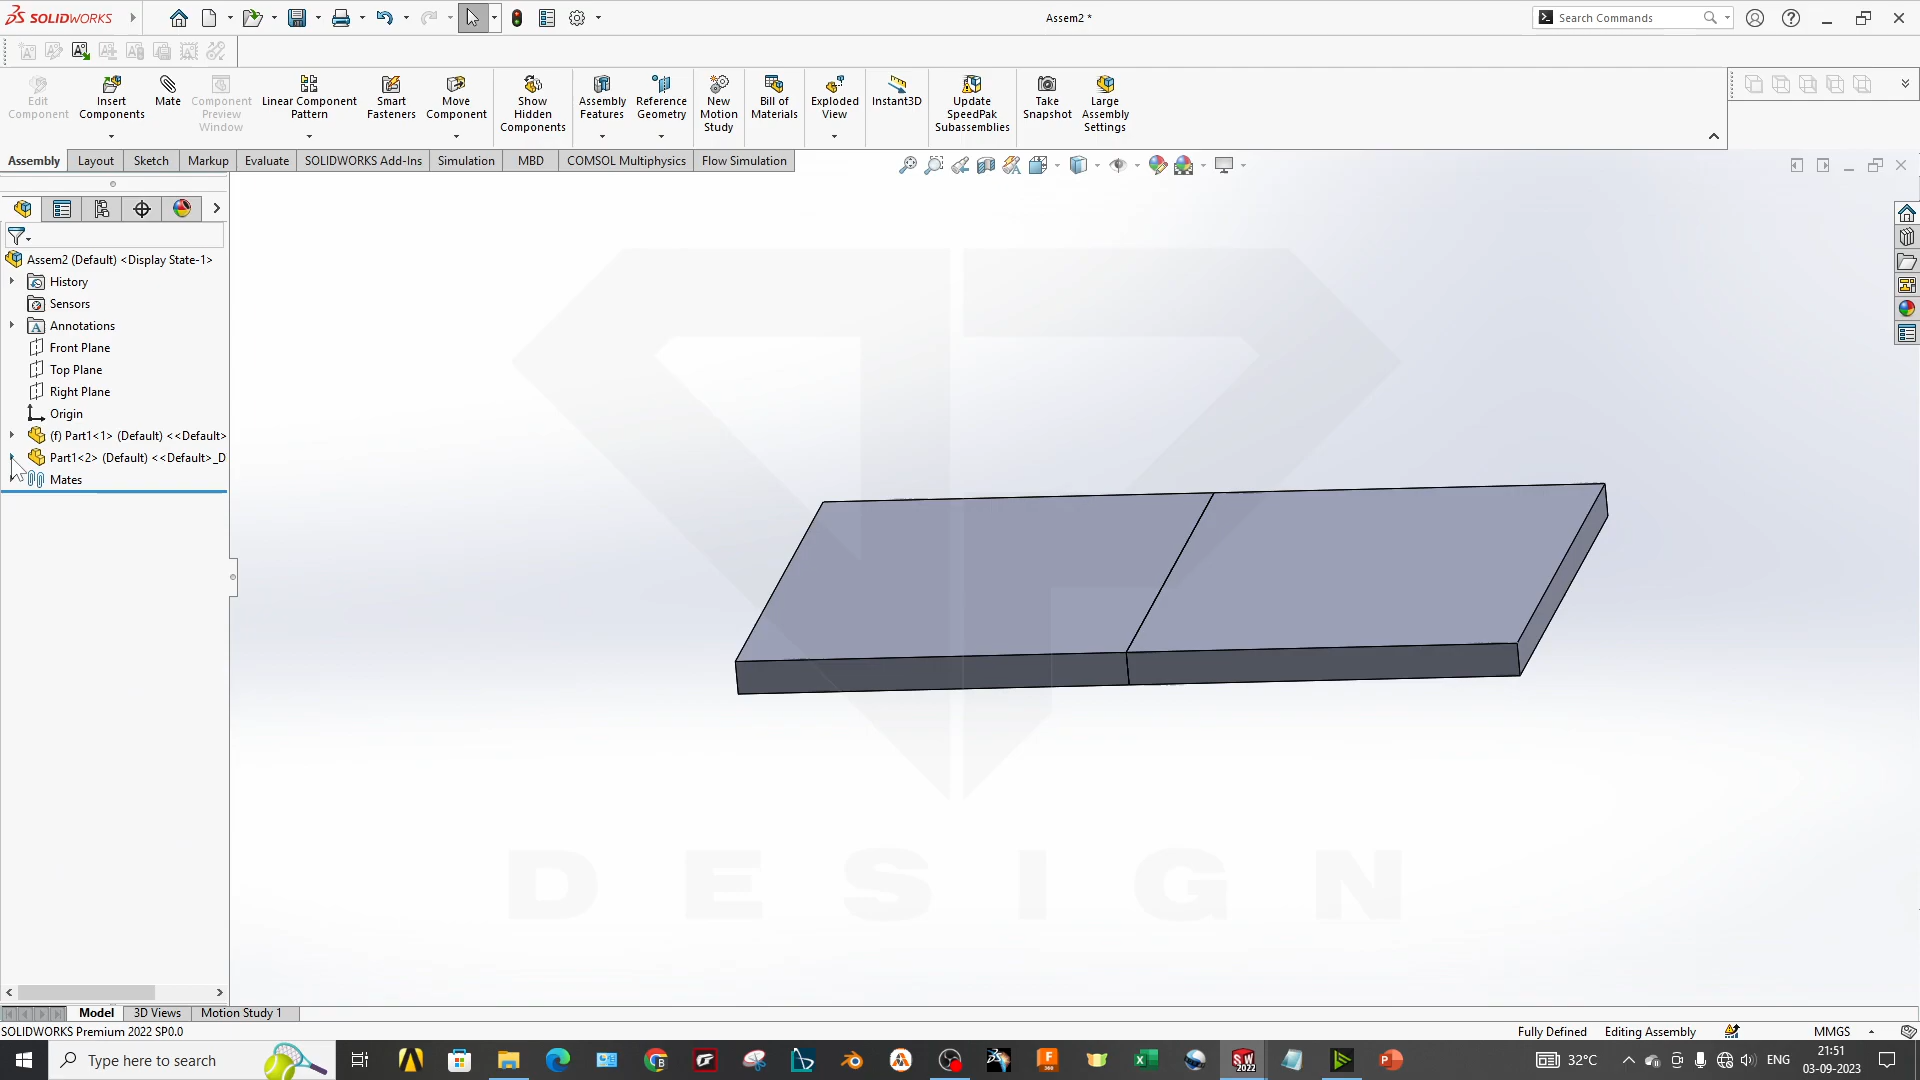 SOLIDWORKS
Assem2 *
Search Commands
Edit Component
Insert Components
Mate
Component Preview Window
Linear Component Pattern
Smart Fasteners
Move Component
Show Hidden Components
Assembly Features
Reference Geometry
New Motion Study
Bill of Materials
Exploded View
Instant3D
Update SpeedPak Subassemblies
Take Snapshot
Large Assembly Settings
Assembly
Layout
Sketch
Markup
Evaluate
SOLIDWORKS Add-Ins
Simulation
MBD
COMSOL Multiphysics
Flow Simulation
Assem2 (Default) <Display State-1>
History
Sensors
Annotations
Front Plane
Top Plane
Right Plane
Origin
(f) Part1<1> (Default) <<Default>
Part1<2> (Default) <<Default>_D
Mates
DESIGN
Model
3D Views
Motion Study 1
SOLIDWORKS Premium 2022 SP0.0
Fully Defined
Editing Assembly
MMGS
Type here to search
32°C
ENG
21:51
03-09-2023